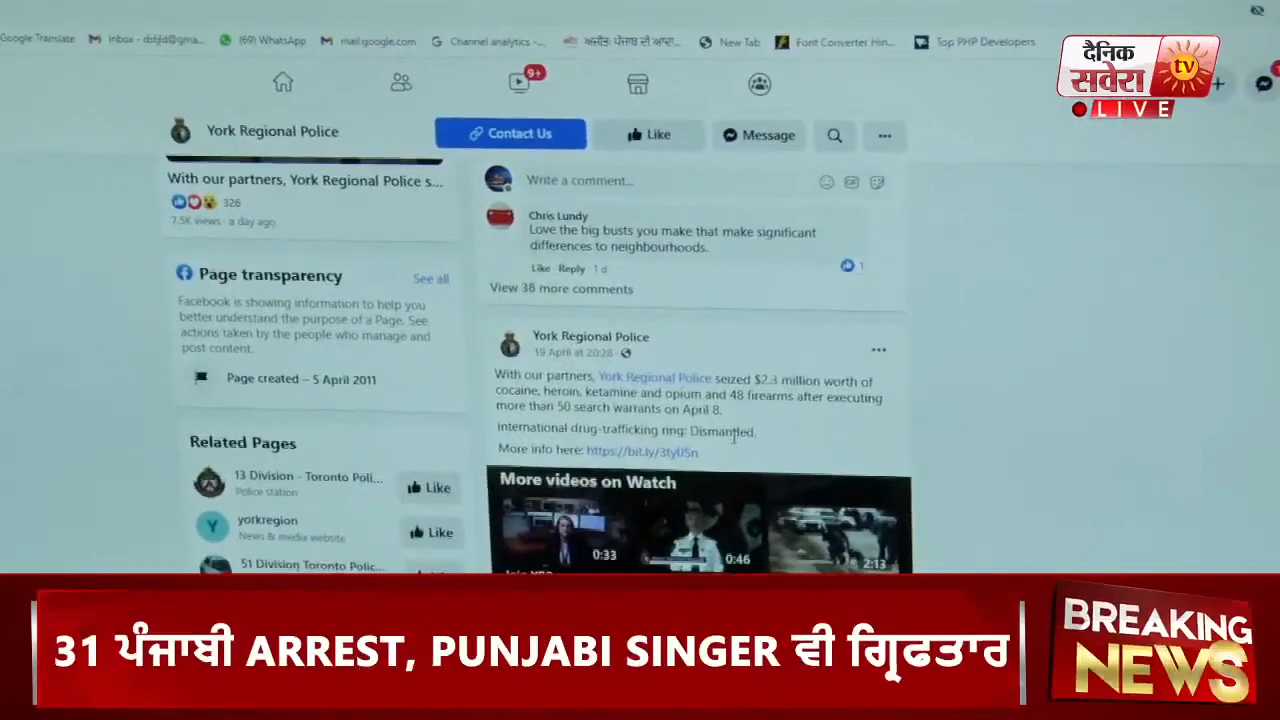 Google Translate
Inbox - dstjid@gma...
(69) WhatsApp
mail.google.com
Channel analytics -...
ਅਜੀਤ: ਪੰਜਾਬ ਦੀ ਆਵਾ...
New Tab
Font Converter Hin...
Top PHP Developers
दैनिक
सवेरा
tv
LIVE
9+
York Regional Police
Contact Us
Like
Message
With our partners, York Regional Police s...
326
7.5K views · a day ago
Page transparency
See all
Facebook is showing information to help you
better understand the purpose of a Page. See
actions taken by the people who manage and
post content.
Page created – 5 April 2011
Related Pages
13 Division - Toronto Poli...
Police station
Like
Y
yorkregion
News & media website
Like
51 Division Toronto Polic...
Write a comment...
GIF
Chris Lundy
Love the big busts you make that make significant
differences to neighbourhoods.
Like · Reply · 1 d
1
View 38 more comments
York Regional Police
19 April at 20:28 ·
With our partners, York Regional Police seized $2.3 million worth of
cocaine, heroin, ketamine and opium and 48 firearms after executing
more than 50 search warrants on April 8.
International drug-trafficking ring: Dismantled.
More info here: https://bit.ly/3tyUSn
More videos on Watch
0:33
0:46
2:13
31 ਪੰਜਾਬੀ ARREST, PUNJABI SINGER ਵੀ ਗ੍ਰਿਫਤਾਰ
BREAKING
NEWS